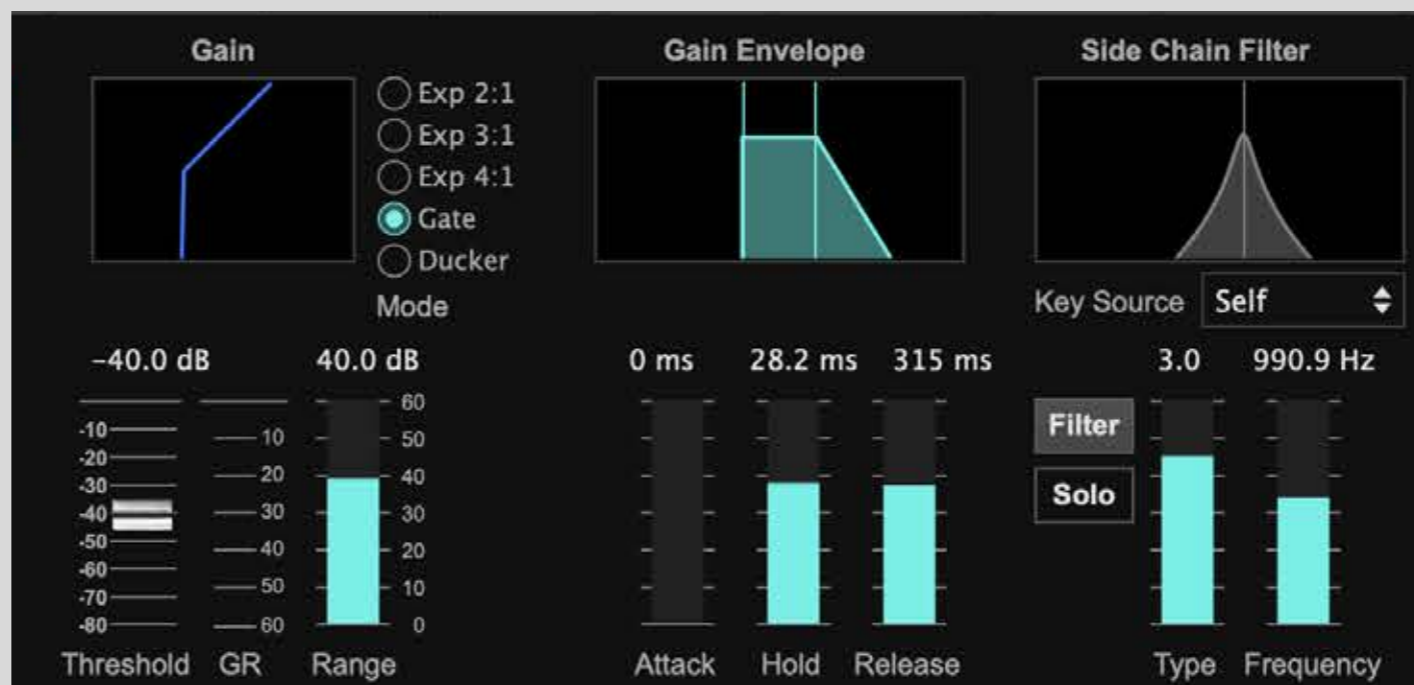 Gain
Exp 2:1
Exp 3:1
Exp 4:1
Gate
Ducker
Mode
Gain Envelope
Side Chain Filter
Key Source Self
-40.0 dB
40.0 dB
0 ms 28.2 ms 315 ms
3.0 990.9 Hz
-10
-20
-30
-40
-50
-60
-70
-80
10
20
30
40
50
60
60
50
40
30
20
10
0
Filter
Solo
Threshold GR Range
Attack Hold Release
Type Frequency